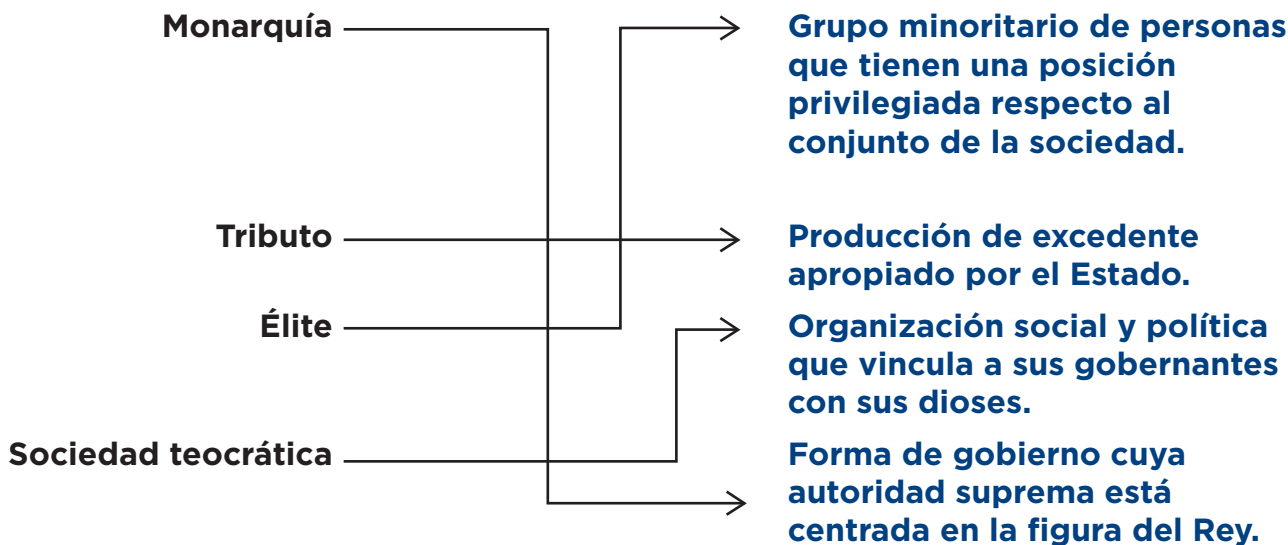 Monarquía
Grupo minoritario de personas
que tienen una posición
privilegiada respecto al
conjunto de la sociedad.
Tributo
Producción de excedente
apropiado por el Estado.
Élite
Organización social y política
que vincula a sus gobernantes
con sus dioses.
Sociedad teocrática
Forma de gobierno cuya
autoridad suprema está
centrada en la figura del Rey.